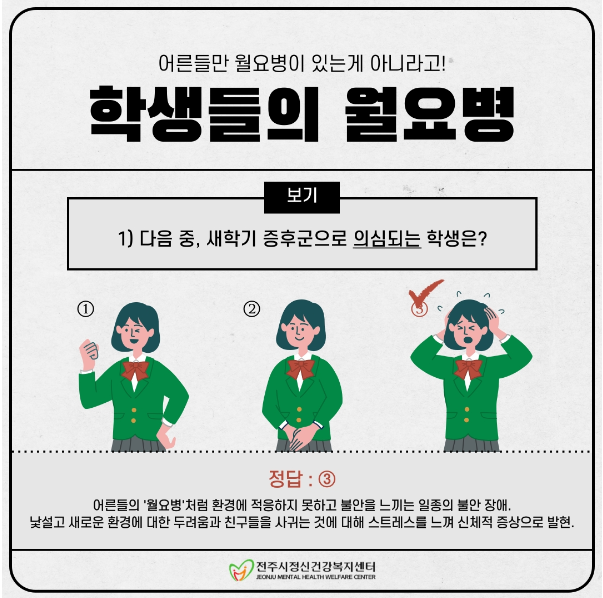 어른들만 월요병이 있는게 아니라고!
학생들의 월요병
보기
1) 다음 중, 새학기 증후군으로 의심되는 학생은?
① ② ③
정답 : ③
어른들의 '월요병'처럼 환경에 적응하지 못하고 불안을 느끼는 일종의 불안 장애.
낯설고 새로운 환경에 대한 두려움과 친구들을 사귀는 것에 대해 스트레스를 느껴 신체적 증상으로 발현.
전주시정신건강복지센터
JEONJU MENTAL HEALTH WELFARE CENTER